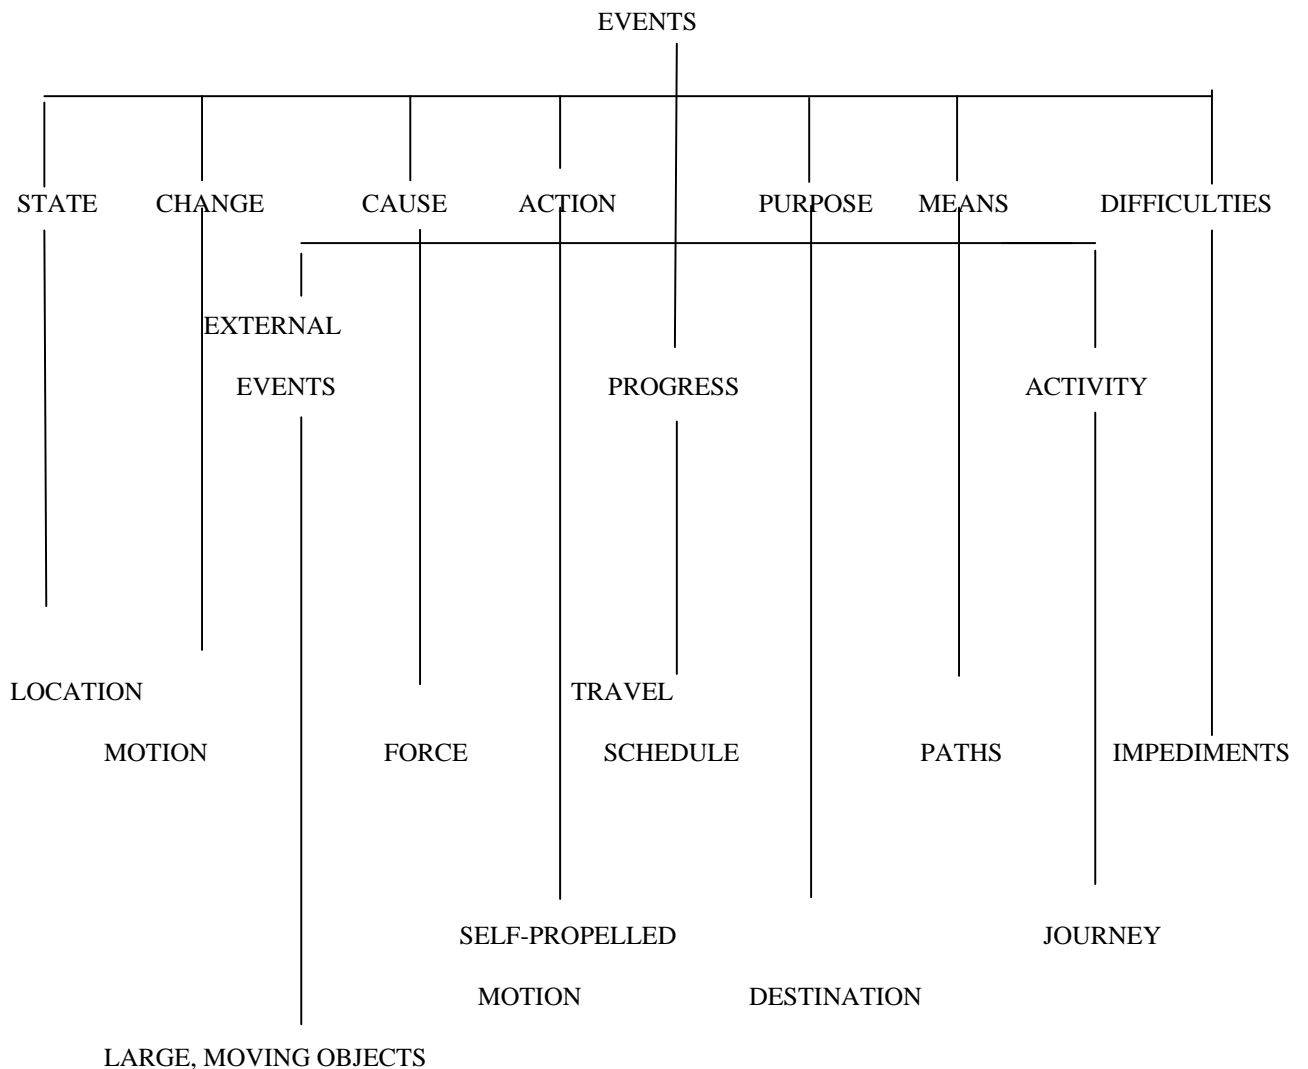 EVENTS
STATE CHANGE CAUSE ACTION PURPOSE MEANS DIFFICULTIES
EXTERNAL
EVENTS PROGRESS ACTIVITY
LOCATION TRAVEL
MOTION FORCE SCHEDULE PATHS IMPEDIMENTS
SELF-PROPELLED JOURNEY
MOTION DESTINATION
LARGE, MOVING OBJECTS